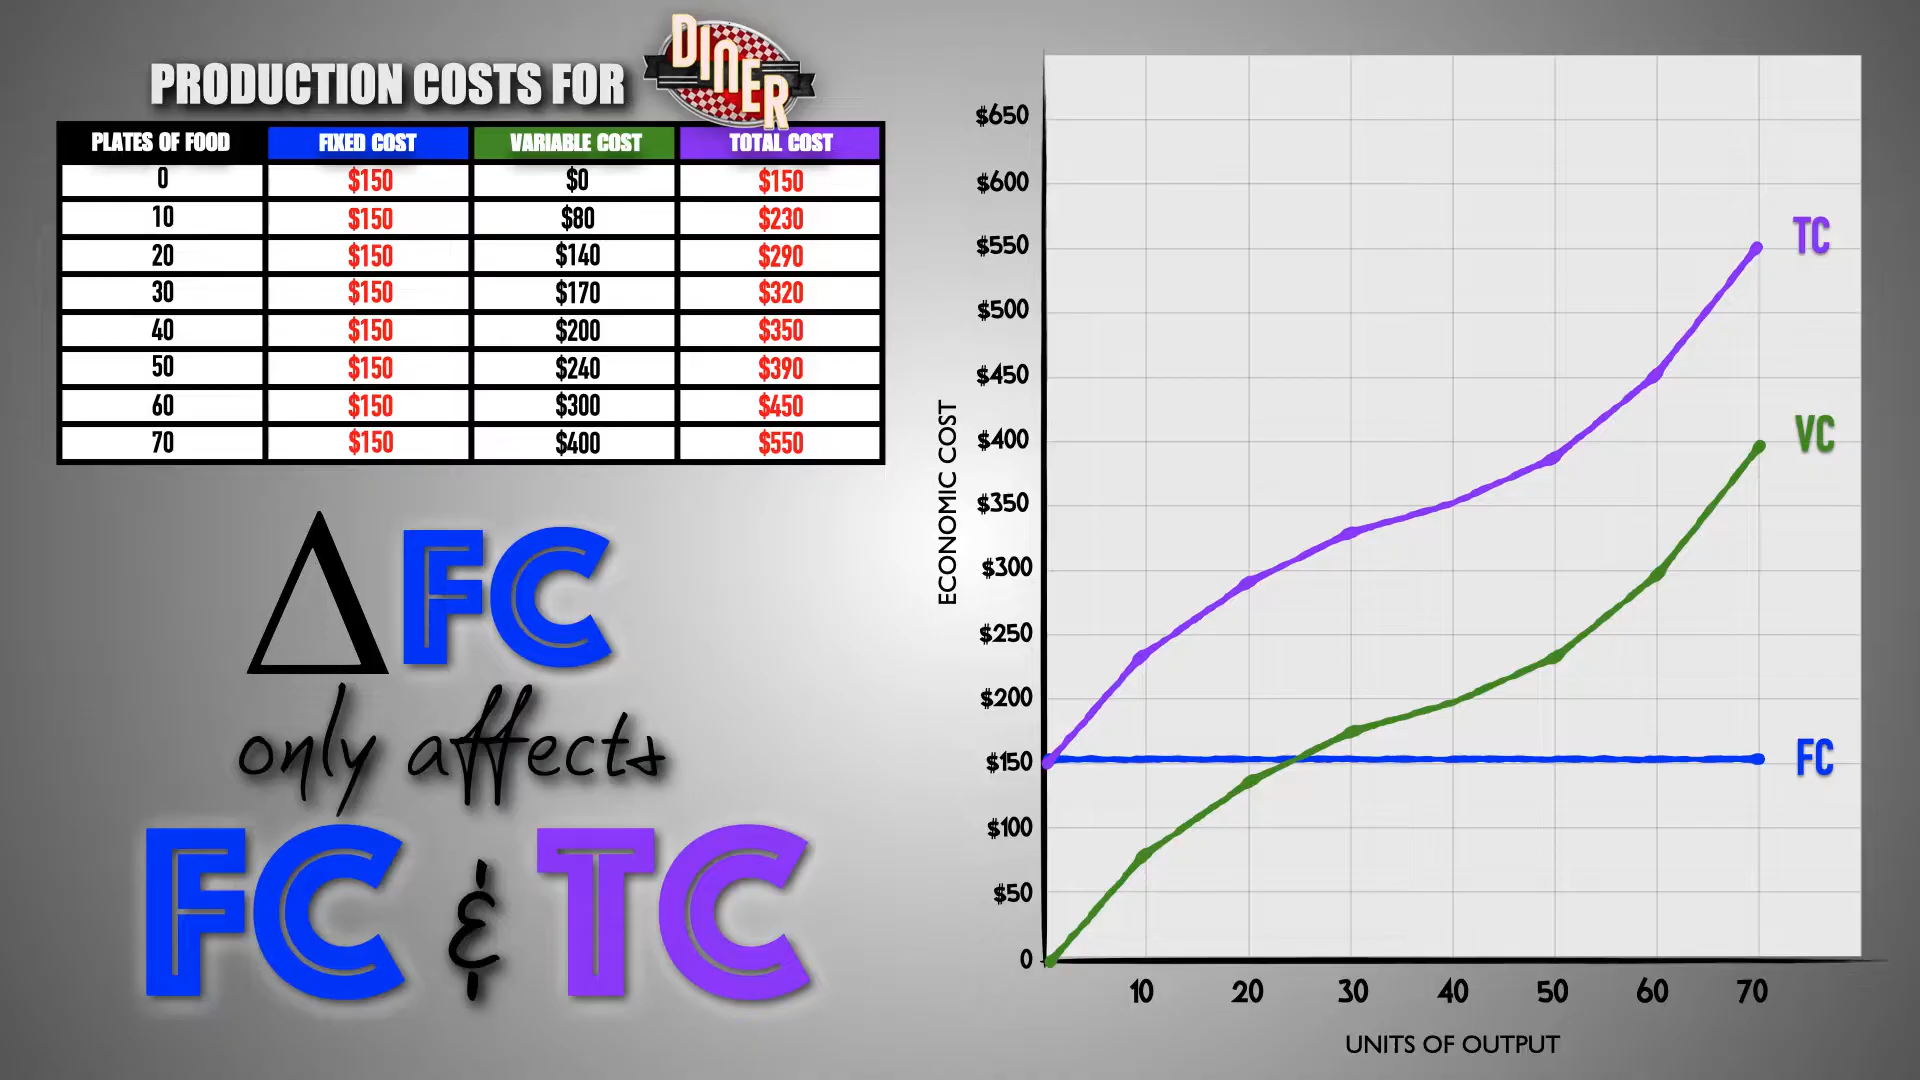 PRODUCTION COSTS FOR DINER
PLATES OF FOOD FIXED COST VARIABLE COST TOTAL COST
0 $150 $0 $150
10 $150 $80 $230
20 $150 $140 $290
30 $150 $170 $320
40 $150 $200 $350
50 $150 $240 $390
60 $150 $300 $450
70 $150 $400 $550
Δ FC
only affects
FC & TC
ECONOMIC COST
$650
$600
$550
$500
$450
$400
$350
$300
$250
$200
$150
$100
$50
0
TC
VC
FC
10 20 30 40 50 60 70
UNITS OF OUTPUT